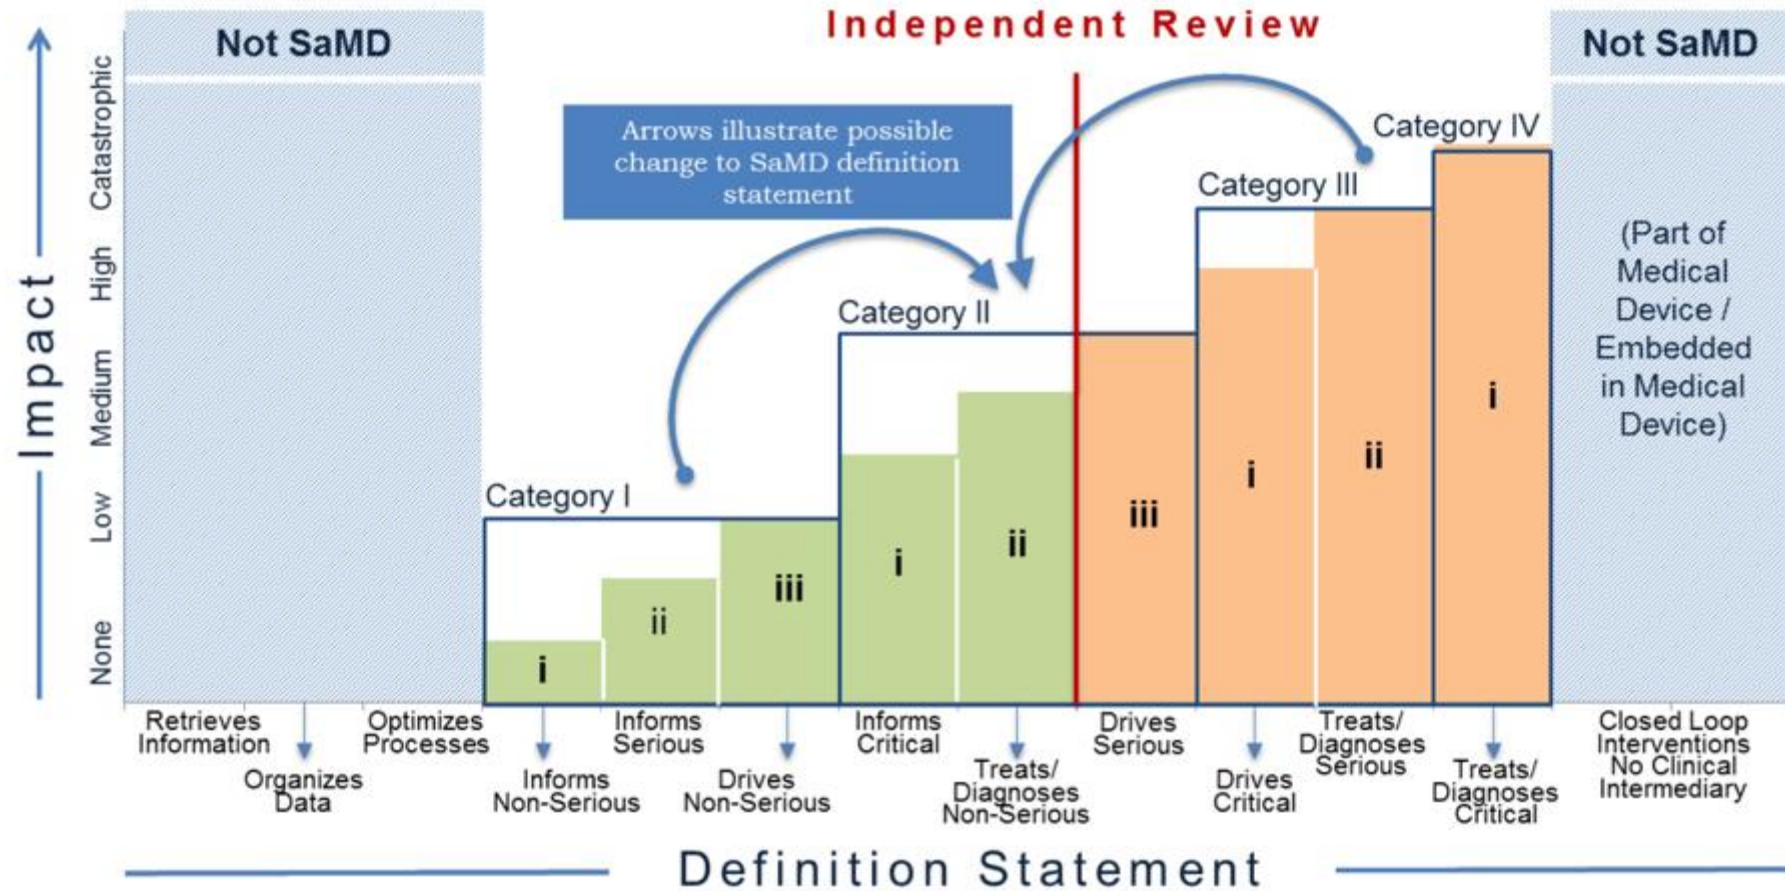 Independent Review
Not SaMD
Not SaMD
Arrows illustrate possible
change to SaMD definition
statement
Category IV
Category III
Category II
Category I
Impact
Catastrophic
High
Medium
Low
None
(Part of
Medical
Device /
Embedded
in Medical
Device)
i
ii
iii
i
ii
iii
i
ii
i
Retrieves
Information
Organizes
Data
Optimizes
Processes
Informs
Non-Serious
Informs
Serious
Drives
Non-Serious
Informs
Critical
Treats/
Diagnoses
Non-Serious
Drives
Serious
Drives
Critical
Treats/
Diagnoses
Serious
Treats/
Diagnoses
Critical
Closed Loop
Interventions
No Clinical
Intermediary
Definition Statement